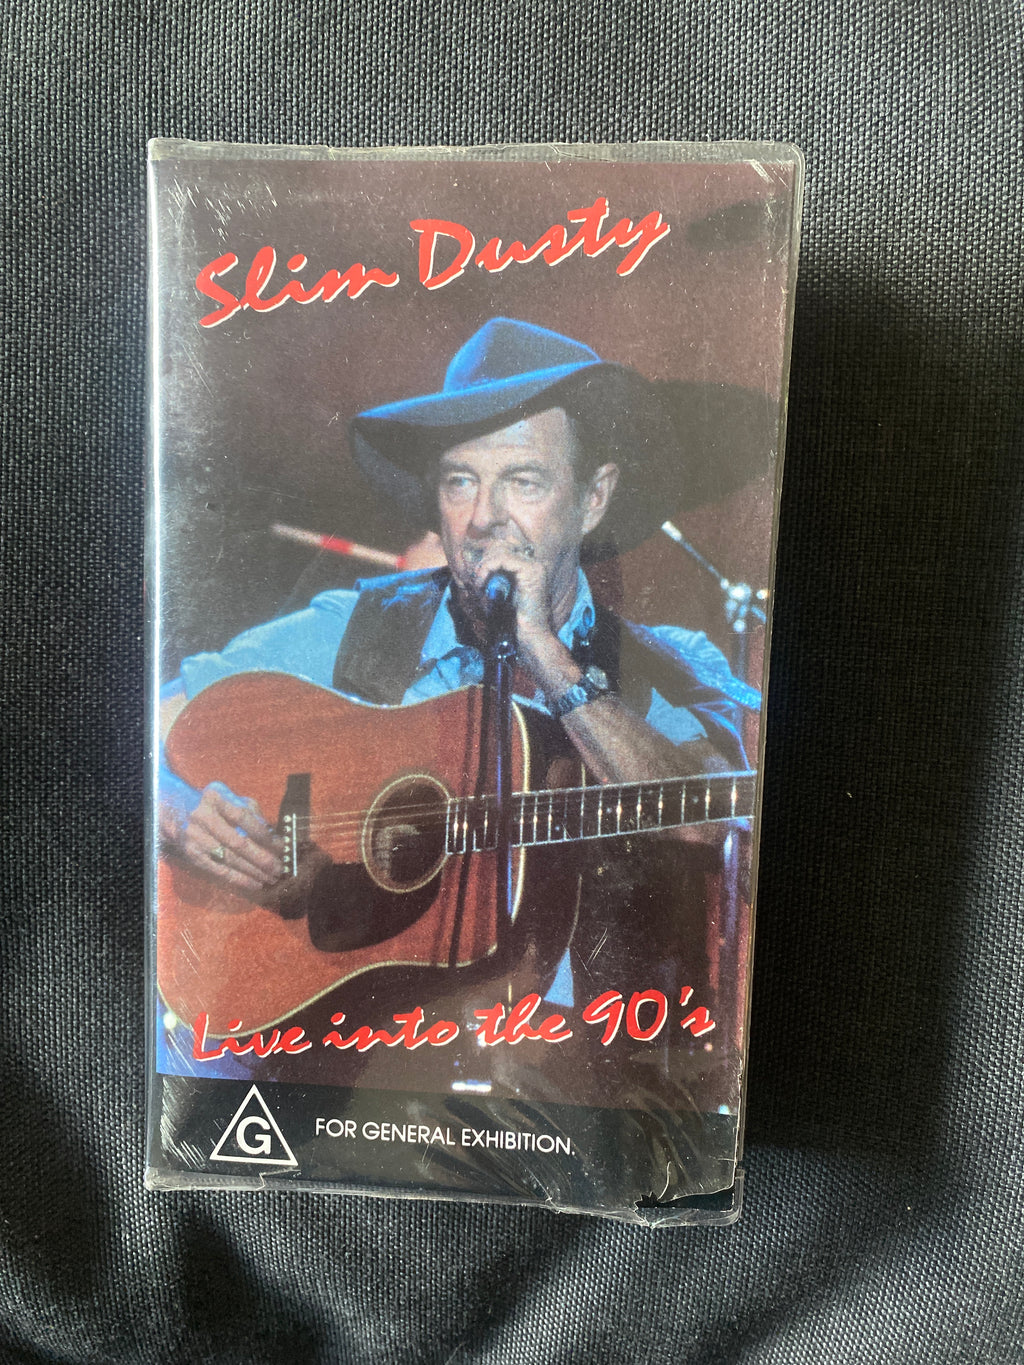 Slim Dusty
Live into the 90's
G
FOR GENERAL EXHIBITION.